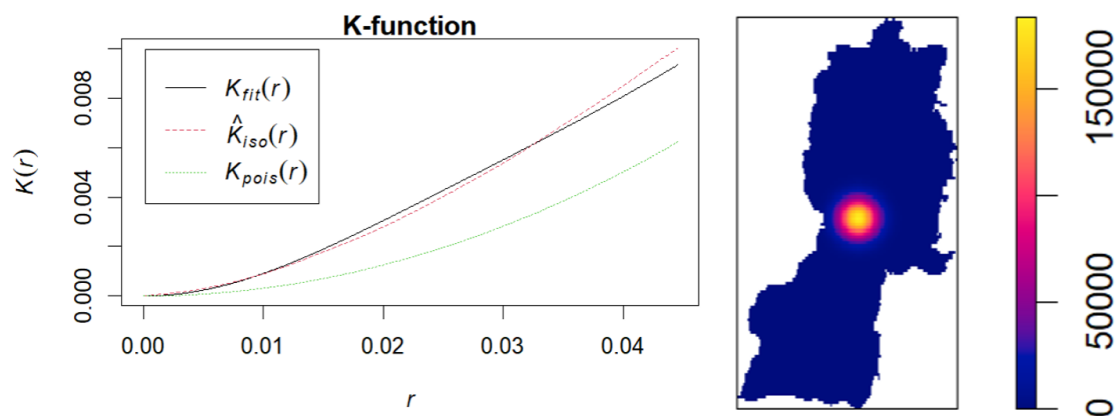 K-function
K(r)
0.008
0.004
0.000
K_fit(r)
K̂_iso(r)
K_pois(r)
0.00 0.01 0.02 0.03 0.04
r
150000
50000
0